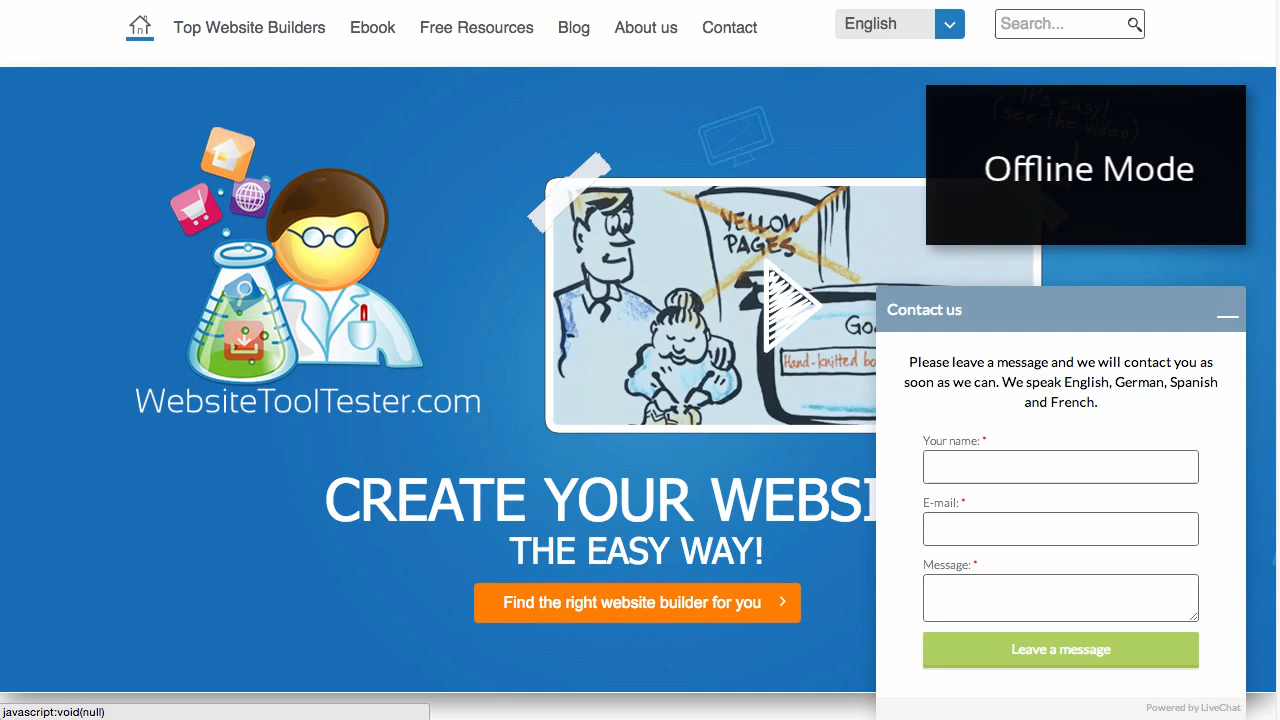 Top Website Builders
Ebook
Free Resources
Blog
About us
Contact
English
Search...
It's easy!
(see the video)
Offline Mode
YELLOW
PAGES
Hand-knitted bo
WebsiteToolTester.com
CREATE YOUR WEBSI
THE EASY WAY!
Find the right website builder for you
Contact us
Please leave a message and we will contact you as
soon as we can. We speak English, German, Spanish
and French.
Your name: *
E-mail: *
Message: *
Leave a message
Powered by LiveChat
javascript:void(null)